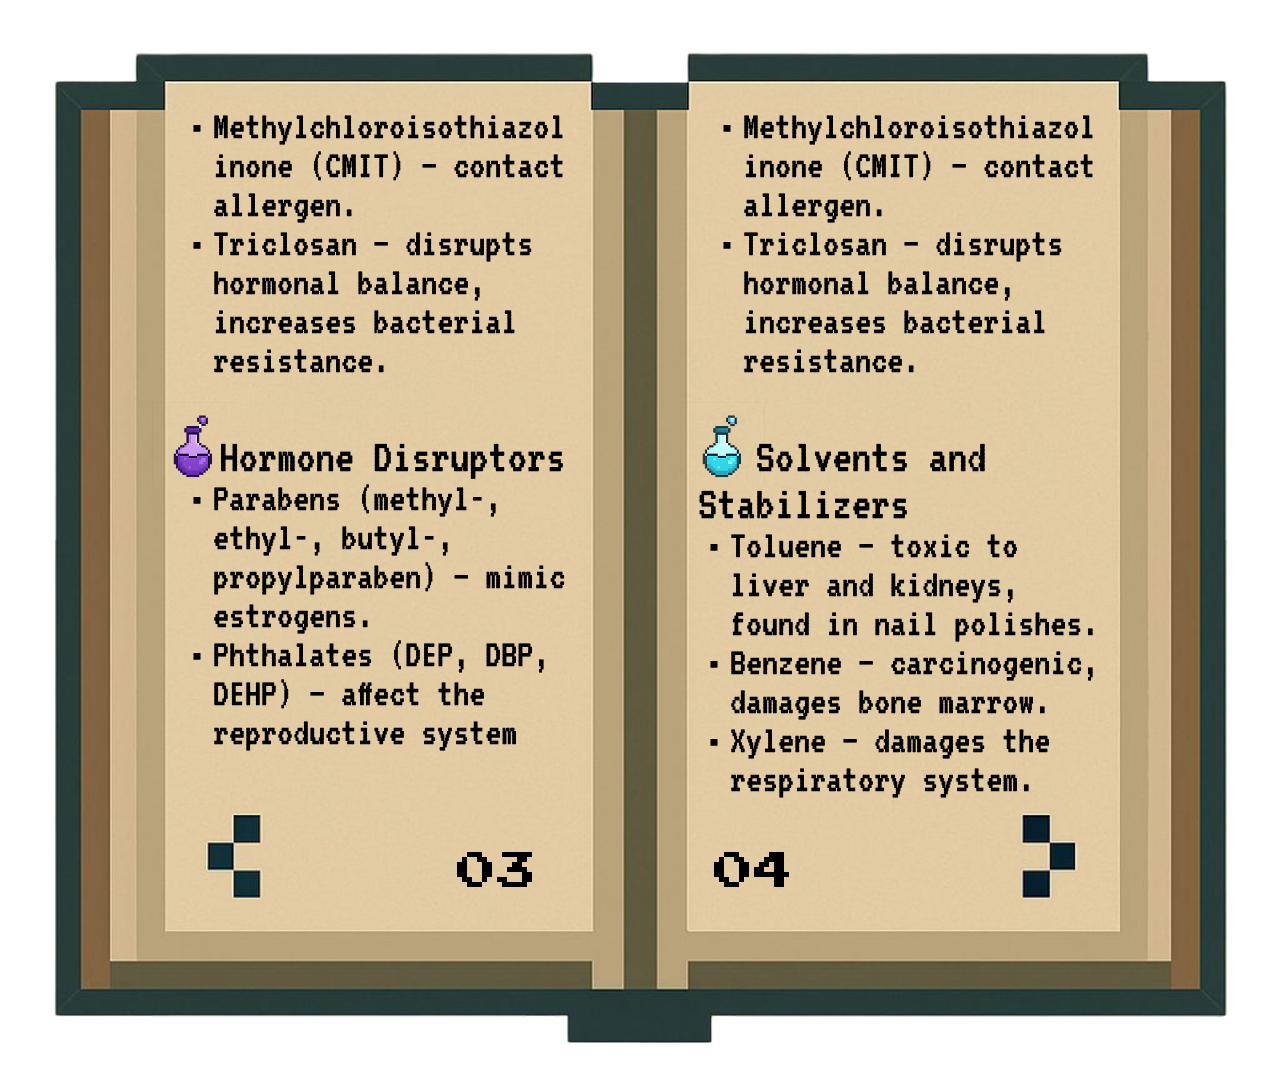 ▪ Methylchloroisothiazol
inone (CMIT) – contact
allergen.
▪ Triclosan – disrupts
hormonal balance,
increases bacterial
resistance.
Hormone Disruptors
▪ Parabens (methyl-,
ethyl-, butyl-,
propylparaben) – mimic
estrogens.
▪ Phthalates (DEP, DBP,
DEHP) – affect the
reproductive system
03
▪ Methylchloroisothiazol
inone (CMIT) – contact
allergen.
▪ Triclosan – disrupts
hormonal balance,
increases bacterial
resistance.
Solvents and
Stabilizers
▪ Toluene – toxic to
liver and kidneys,
found in nail polishes.
▪ Benzene – carcinogenic,
damages bone marrow.
▪ Xylene – damages the
respiratory system.
04